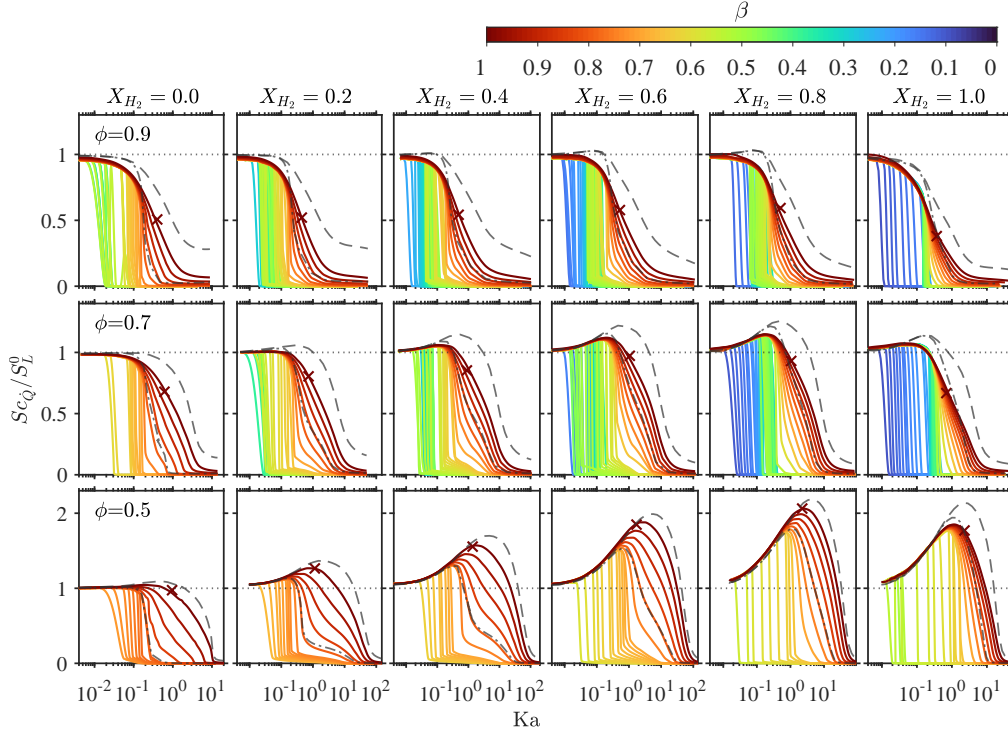 β
1 0.9 0.8 0.7 0.6 0.5 0.4 0.3 0.2 0.1 0
X_{H_2} = 0.0 X_{H_2} = 0.2 X_{H_2} = 0.4 X_{H_2} = 0.6 X_{H_2} = 0.8 X_{H_2} = 1.0
ϕ=0.9
1
0.5
0
ϕ=0.7
1
0.5
0
Sc_{Q̇}/S_L^0
ϕ=0.5
2
1
0
10^{-2} 10^{-1} 10^0 10^1 10^{-1} 10^0 10^1 10^2 10^{-1} 10^0 10^1 10^2 10^{-1} 10^0 10^1 10^2 10^{-1} 10^0 10^1 10^{-1} 10^0 10^1
Ka